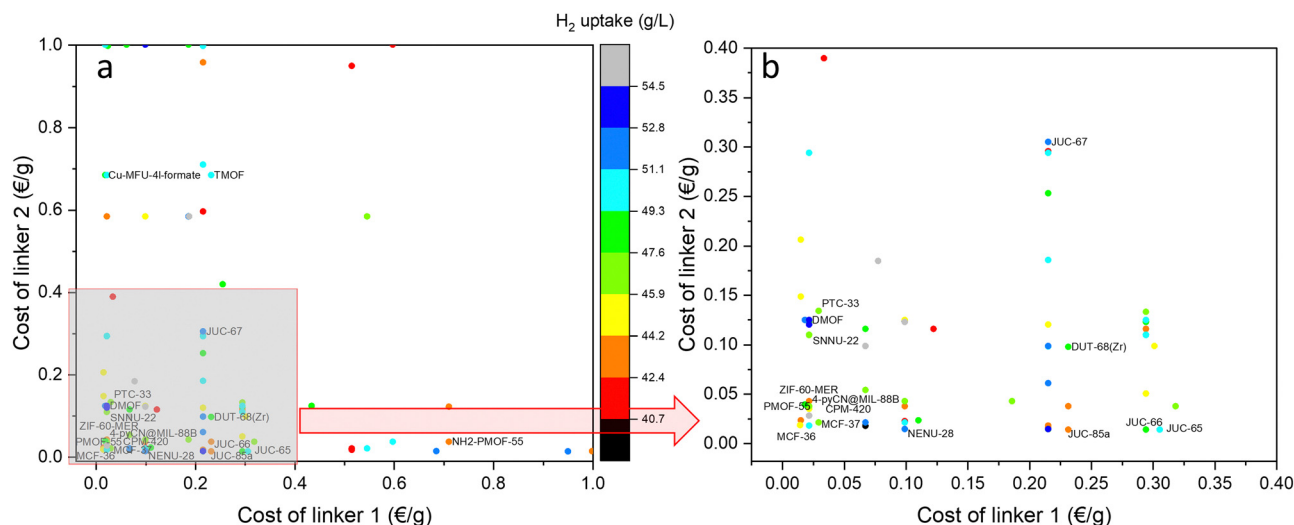 H2 uptake (g/L)
a
1.0
0.8
0.6
0.4
0.2
0.0
Cost of linker 2 (€/g)
0.0 0.2 0.4 0.6 0.8 1.0
Cost of linker 1 (€/g)
Cu-MFU-4l-formate
TMOF
JUC-67
PTC-33
DMOF
SNNU-22
DUT-68(Zr)
ZIF-60-MER
4-pyCN@MIL-88B
PMOF-55
CPM-420
JUC-66
MCF-37
MCF-36
NENU-28
JUC-85a
JUC-65
NH2-PMOF-55
54.5
52.8
51.1
49.3
47.6
45.9
44.2
42.4
40.7
b
0.40
0.35
0.30
0.25
0.20
0.15
0.10
0.05
0.00
Cost of linker 2 (€/g)
0.00 0.05 0.10 0.15 0.20 0.25 0.30 0.35 0.40
Cost of linker 1 (€/g)
JUC-67
PTC-33
DMOF
SNNU-22
DUT-68(Zr)
ZIF-60-MER
4-pyCN@MIL-88B
PMOF-55
CPM-420
MCF-37
MCF-36
NENU-28
JUC-85a
JUC-66
JUC-65